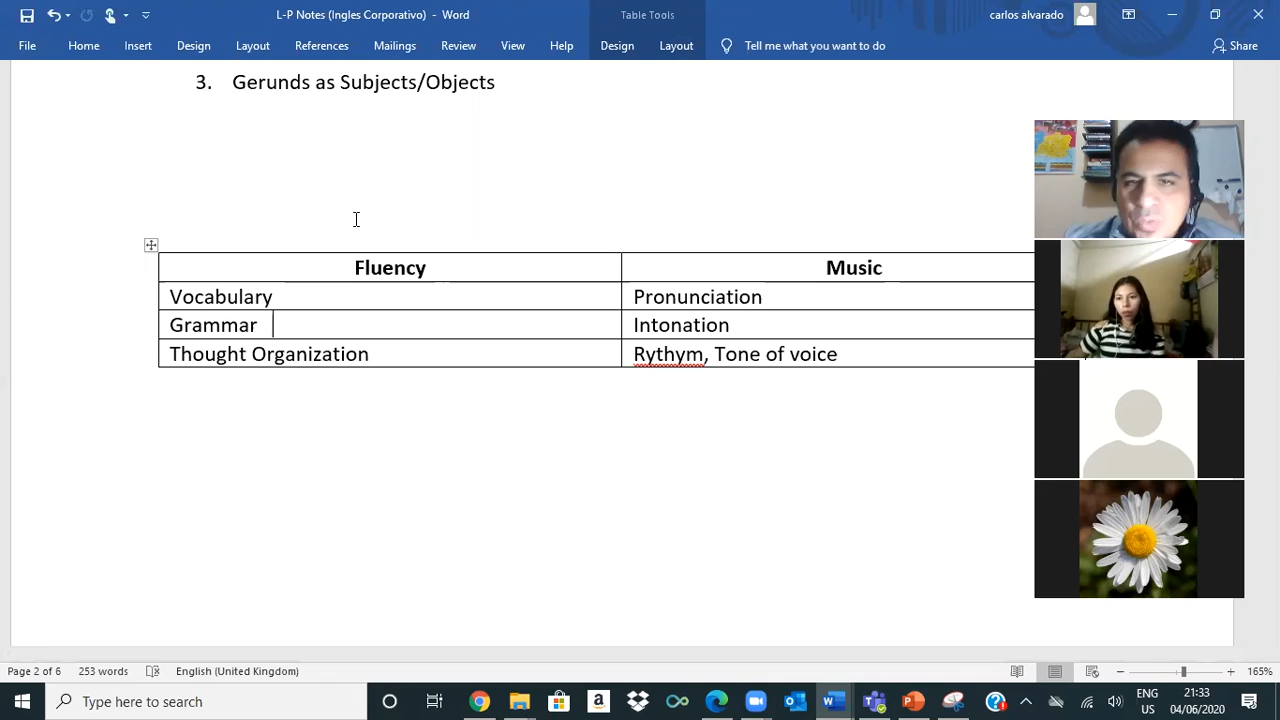 L-P Notes (Ingles Corporativo) - Word
Table Tools
carlos alvarado
File Home Insert Design Layout References Mailings Review View Help Design Layout Tell me what you want to do Share
3. Gerunds as Subjects/Objects
Fluency Music
Vocabulary Pronunciation
Grammar Intonation
Thought Organization Rythym, Tone of voice
Page 2 of 6 253 words English (United Kingdom) 165%
Type here to search
ENG 21:33
US 04/06/2020